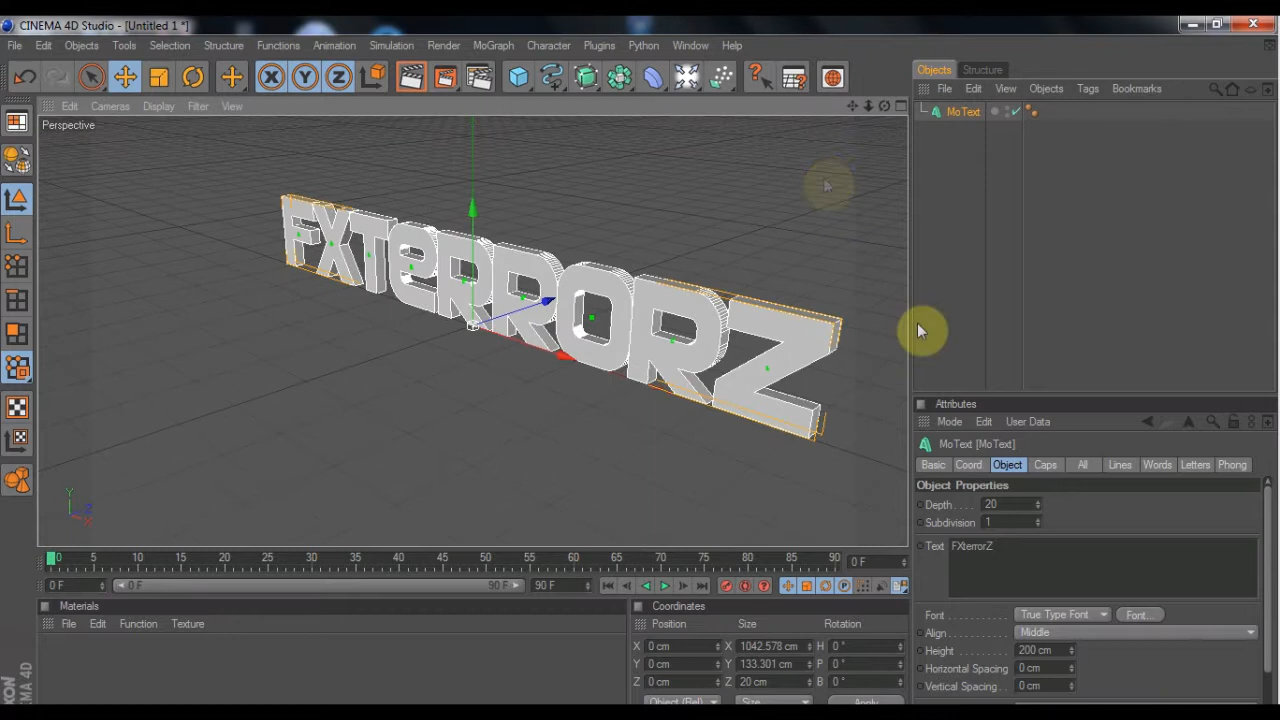 CINEMA 4D Studio - [Untitled 1 *]
File Edit Objects Tools Selection Structure Functions Animation Simulation Render MoGraph Character Plugins Python Window Help
X Y Z
Edit Cameras Display Filter View
Perspective
FXTeRRORZ
Y
Z
X
0 5 10 15 20 25 30 35 40 45 50 55 60 65 70 75 80 85 90 0 F
0 F 0 F 90 F 90 F
Materials
File Edit Function Texture
Coordinates
Position Size Rotation
X 0 cm X 1042.578 cm H 0 °
Y 0 cm Y 133.301 cm P 0 °
Z 0 cm Z 20 cm B 0 °
Object (Rel) Size Apply
Objects Structure
File Edit View Objects Tags Bookmarks
MoText
Attributes
Mode Edit User Data
MoText [MoText]
Basic Coord. Object Caps All Lines Words Letters Phong
Object Properties
Depth . . . . 20
Subdivision 1
Text FXterrorZ
Font . . . . . . . . . . . True Type Font Font...
Align . . . . . . . . . . . Middle
Height . . . . . . . . . 200 cm
Horizontal Spacing 0 cm
Vertical Spacing . 0 cm